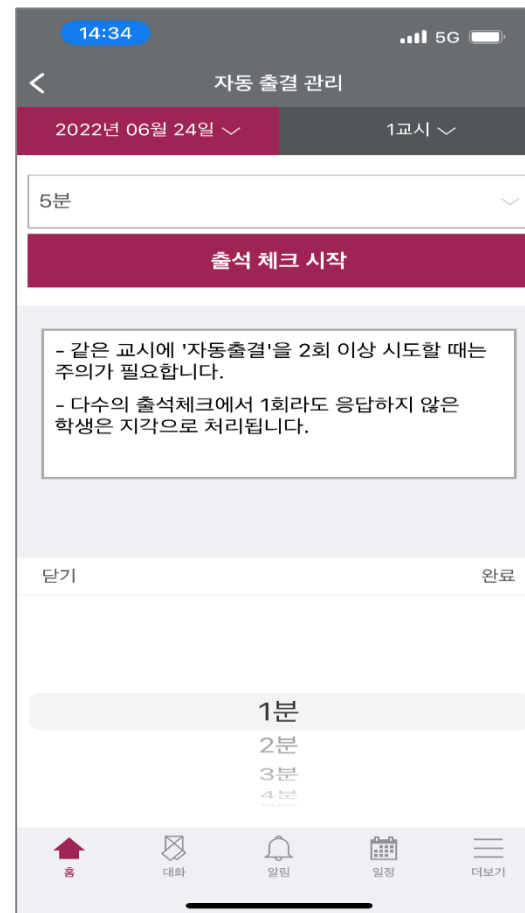 14:34
5G
자동 출결 관리
2022년 06월 24일
1교시
5분
출석 체크 시작
- 같은 교시에 '자동출결'을 2회 이상 시도할 때는
주의가 필요합니다.
- 다수의 출석체크에서 1회라도 응답하지 않은
학생은 지각으로 처리됩니다.
닫기
완료
1분
2분
3분
4분
홈
대화
알림
일정
더보기